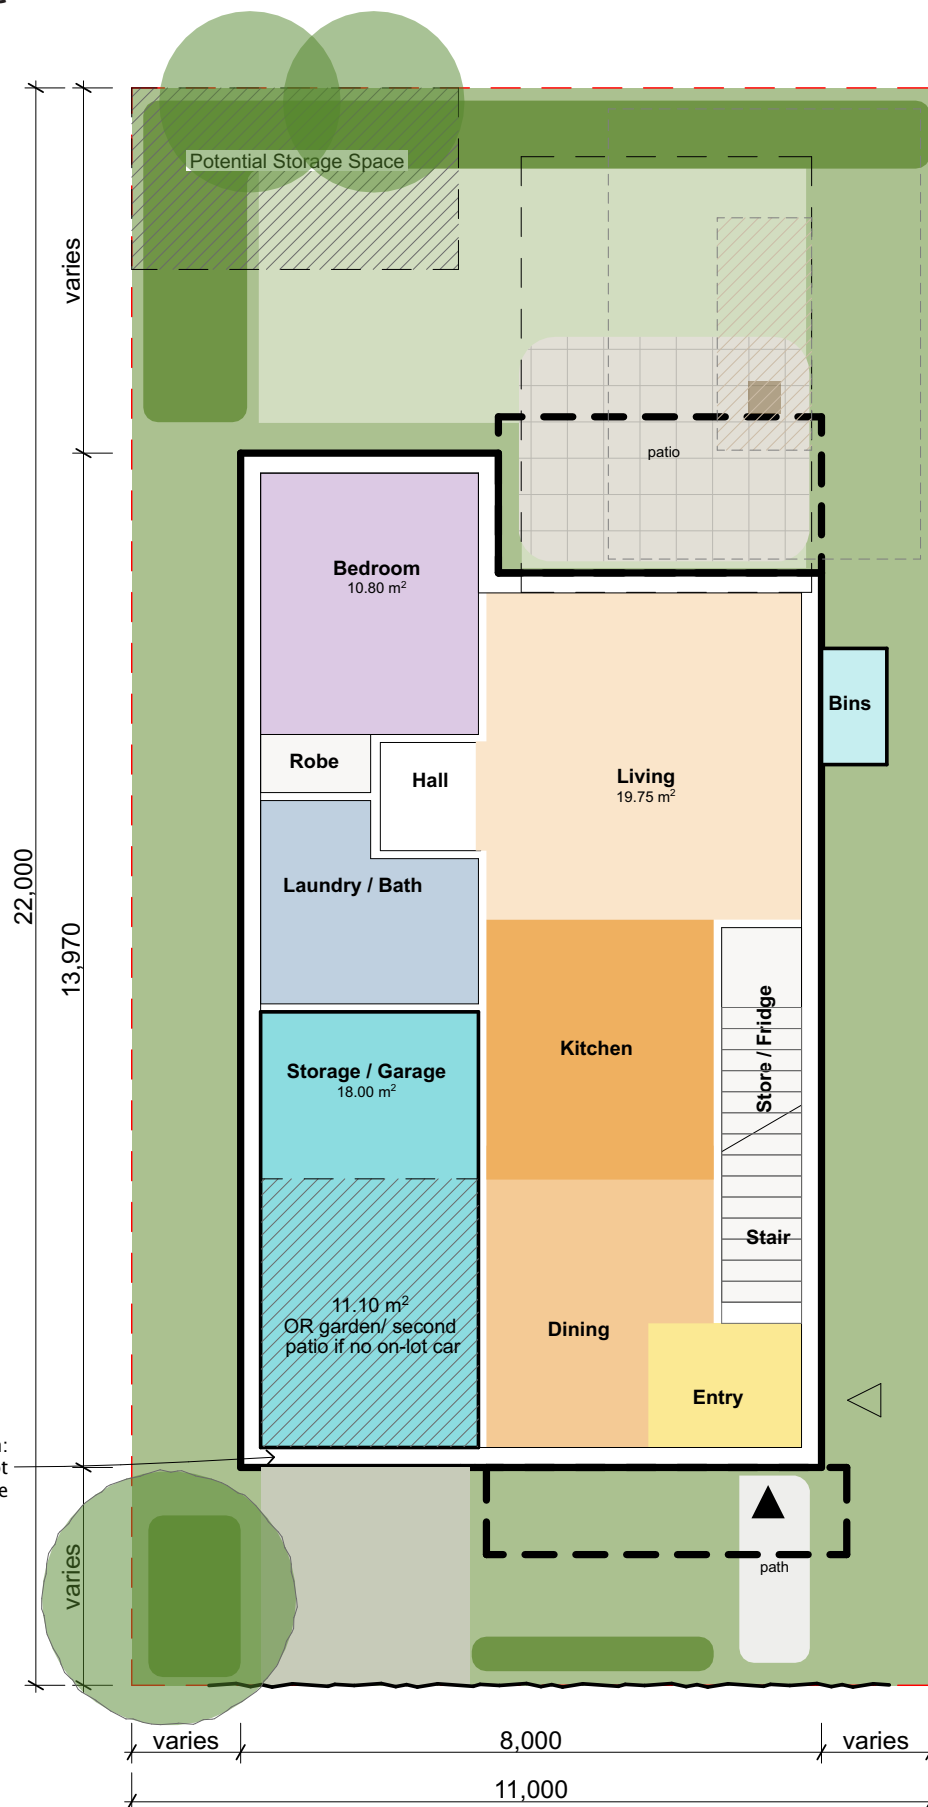 Potential Storage Space
varies
patio
Bedroom
10.80 m²
Bins
Robe
Hall
Living
19.75 m²
22,000
13,970
Laundry / Bath
Kitchen
Store / Fridge
Storage / Garage
18.00 m²
Stair
11.10 m²
OR garden/ second
patio if no on-lot car
Dining
Entry
path
varies
varies
8,000
varies
11,000